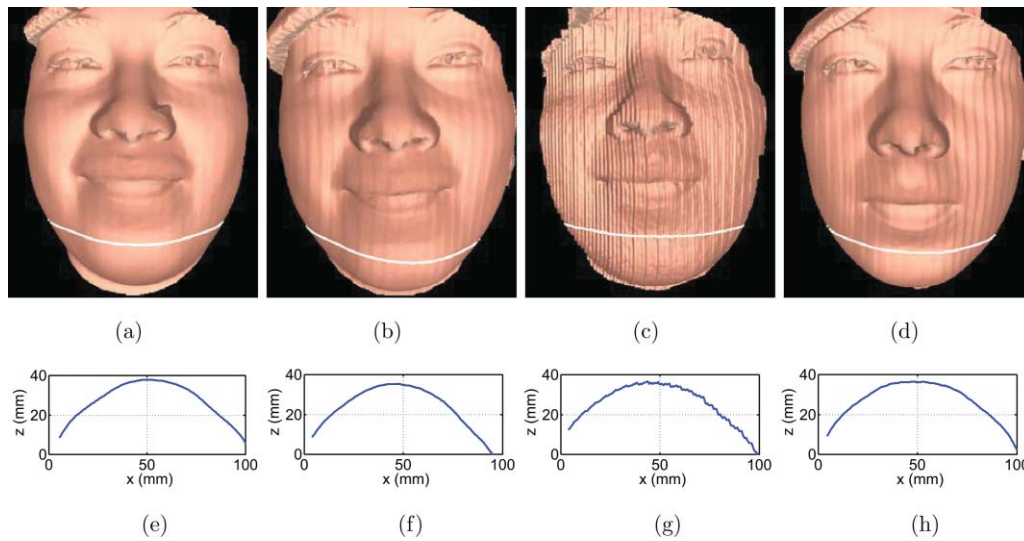 (a) (b) (c) (d)
40 40 40 40
z (mm) z (mm) z (mm) z (mm)
20 20 20 20
0 0 0 0
0 50 100 0 50 100 0 50 100 0 50 100
x (mm) x (mm) x (mm) x (mm)
(e) (f) (g) (h)